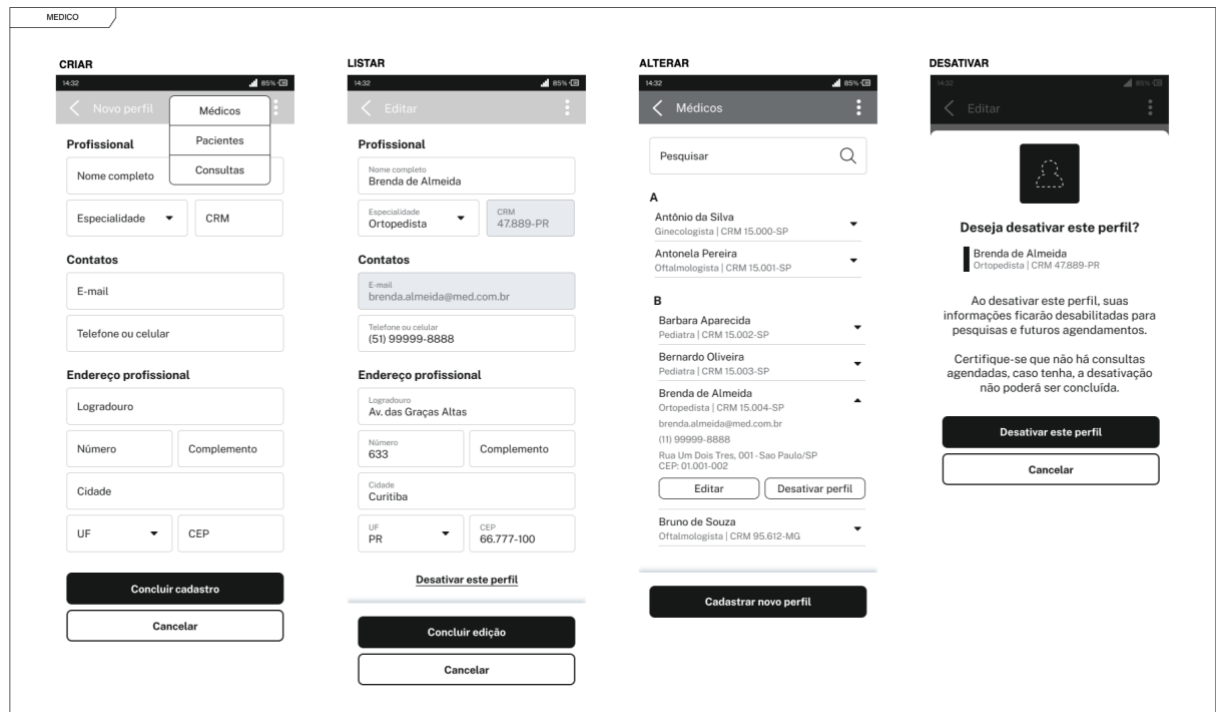 MEDICO
CRIAR
14:32
85%
Novo perfil
Médicos
Pacientes
Consultas
Profissional
Nome completo
Especialidade
CRM
Contatos
E-mail
Telefone ou celular
Endereço profissional
Logradouro
Número
Complemento
Cidade
UF
CEP
Concluir cadastro
Cancelar
LISTAR
14:32
85%
Editar
Profissional
Nome completo
Brenda de Almeida
Especialidade
Ortopedista
CRM
47.889-PR
Contatos
E-mail
brenda.almeida@med.com.br
Telefone ou celular
(51) 99999-8888
Endereço profissional
Logradouro
Av. das Graças Altas
Número
633
Complemento
Cidade
Curitiba
UF
PR
CEP
66.777-100
Desativar este perfil
Concluir edição
Cancelar
ALTERAR
14:32
85%
Médicos
Pesquisar
A
Antônio da Silva
Ginecologista | CRM 15.000-SP
Antonela Pereira
Oftalmologista | CRM 15.001-SP
B
Barbara Aparecida
Pediatra | CRM 15.002-SP
Bernardo Oliveira
Pediatra | CRM 15.003-SP
Brenda de Almeida
Ortopedista | CRM 15.004-SP
brenda.almeida@med.com.br
(11) 99999-8888
Rua Um Dois Tres, 001 - Sao Paulo/SP
CEP: 01.001-002
Editar
Desativar perfil
Bruno de Souza
Oftalmologista | CRM 95.612-MG
Cadastrar novo perfil
DESATIVAR
14:32
85%
Editar
Deseja desativar este perfil?
Brenda de Almeida
Ortopedista | CRM 47.889-PR
Ao desativar este perfil, suas
informações ficarão desabilitadas para
pesquisas e futuros agendamentos.
Certifique-se que não há consultas
agendadas, caso tenha, a desativação
não poderá ser concluída.
Desativar este perfil
Cancelar